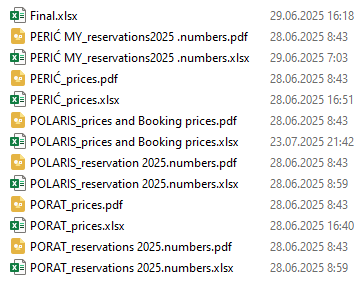 Final.xlsx 29.06.2025 16:18
PERIĆ MY_reservations2025 .numbers.pdf 28.06.2025 8:43
PERIĆ MY_reservations2025 .numbers.xlsx 29.06.2025 7:03
PERIĆ_prices.pdf 28.06.2025 8:43
PERIĆ_prices.xlsx 28.06.2025 16:51
POLARIS_prices and Booking prices.pdf 28.06.2025 8:43
POLARIS_prices and Booking prices.xlsx 23.07.2025 21:42
POLARIS_reservation 2025.numbers.pdf 28.06.2025 8:43
POLARIS_reservation 2025.numbers.xlsx 28.06.2025 8:59
PORAT_prices.pdf 28.06.2025 8:43
PORAT_prices.xlsx 28.06.2025 16:40
PORAT_reservations 2025.numbers.pdf 28.06.2025 8:43
PORAT_reservations 2025.numbers.xlsx 28.06.2025 8:59